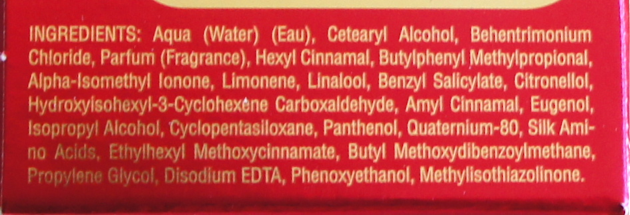 INGREDIENTS: Aqua (Water) (Eau), Cetearyl Alcohol, Behentrimonium
Chloride, Parfum (Fragrance), Hexyl Cinnamal, Butylphenyl Methylpropional,
Alpha-Isomethyl Ionone, Limonene, Linalool, Benzyl Salicylate, Citronellol,
Hydroxyisohexyl-3-Cyclohexene Carboxaldehyde, Amyl Cinnamal, Eugenol,
Isopropyl Alcohol, Cyclopentasiloxane, Panthenol, Quaternium-80, Silk Ami-
no Acids, Ethylhexyl Methoxycinnamate, Butyl Methoxydibenzoylmethane,
Propylene Glycol, Disodium EDTA, Phenoxyethanol, Methylisothiazolinone.